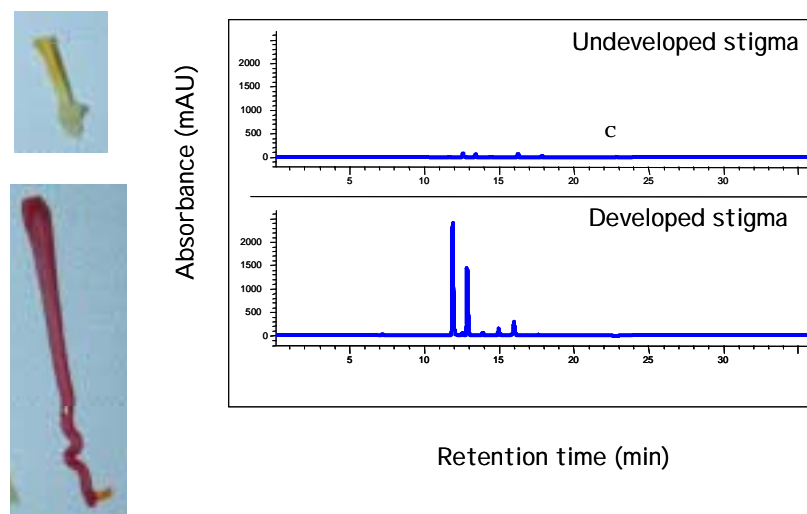 Undeveloped stigma
Absorbance (mAU)
2000
1500
1000
500
0
C
5 10 15 20 25 30
Developed stigma
2000
1500
1000
500
0
5 10 15 20 25 30
Retention time (min)